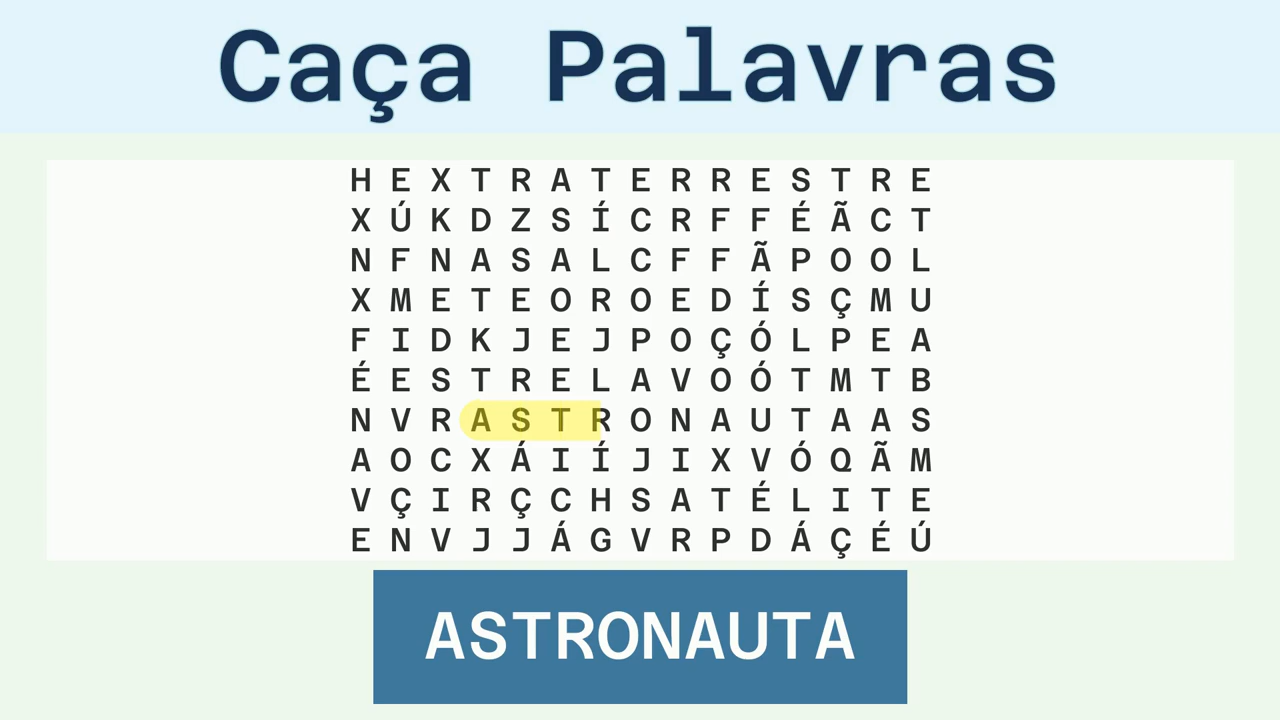 Caça Palavras
H E X T R A T E R R E S T R E
X Ú K D Z S Í C R F F É Ã C T
N F N A S A L C F F Ã P O O L
X M E T E O R O E D Í S Ç M U
F I D K J E J P O Ç Ó L P E A
É E S T R E L A V O Ó T M T B
N V R A S T R O N A U T A A S
A O C X Á I Í J I X V Ó Q Ã M
V Ç I R Ç C H S A T É L I T E
E N V J J Á G V R P D Á Ç É Ú
ASTRONAUTA